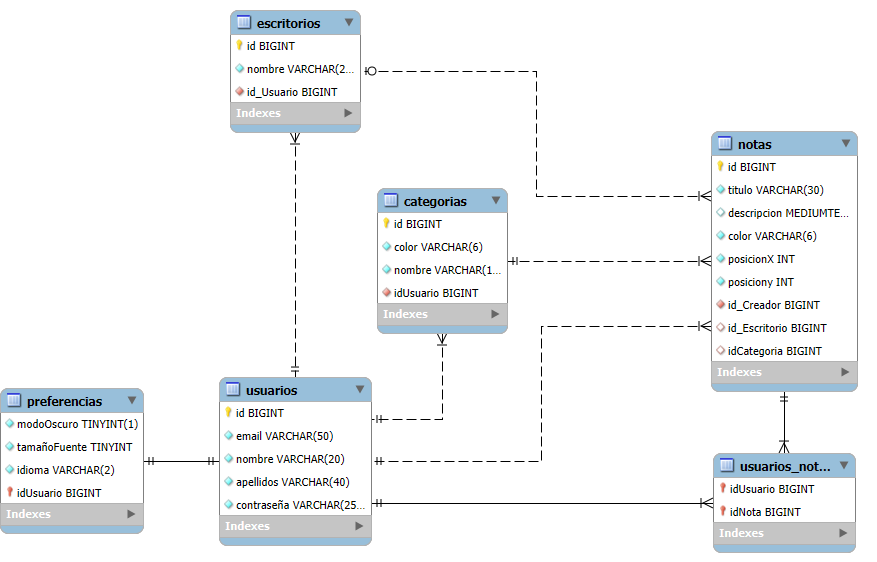 escritorios
id BIGINT
nombre VARCHAR(2...
id_Usuario BIGINT
Indexes
categorias
id BIGINT
color VARCHAR(6)
nombre VARCHAR(1...
idUsuario BIGINT
Indexes
notas
id BIGINT
titulo VARCHAR(30)
descripcion MEDIUMTE...
color VARCHAR(6)
posicionX INT
posiciony INT
id_Creador BIGINT
id_Escritorio BIGINT
idCategoria BIGINT
Indexes
preferencias
modoOscuro TINYINT(1)
tamañoFuente TINYINT
idioma VARCHAR(2)
idUsuario BIGINT
Indexes
usuarios
id BIGINT
email VARCHAR(50)
nombre VARCHAR(20)
apellidos VARCHAR(40)
contraseña VARCHAR(25...
Indexes
usuarios_not...
idUsuario BIGINT
idNota BIGINT
Indexes